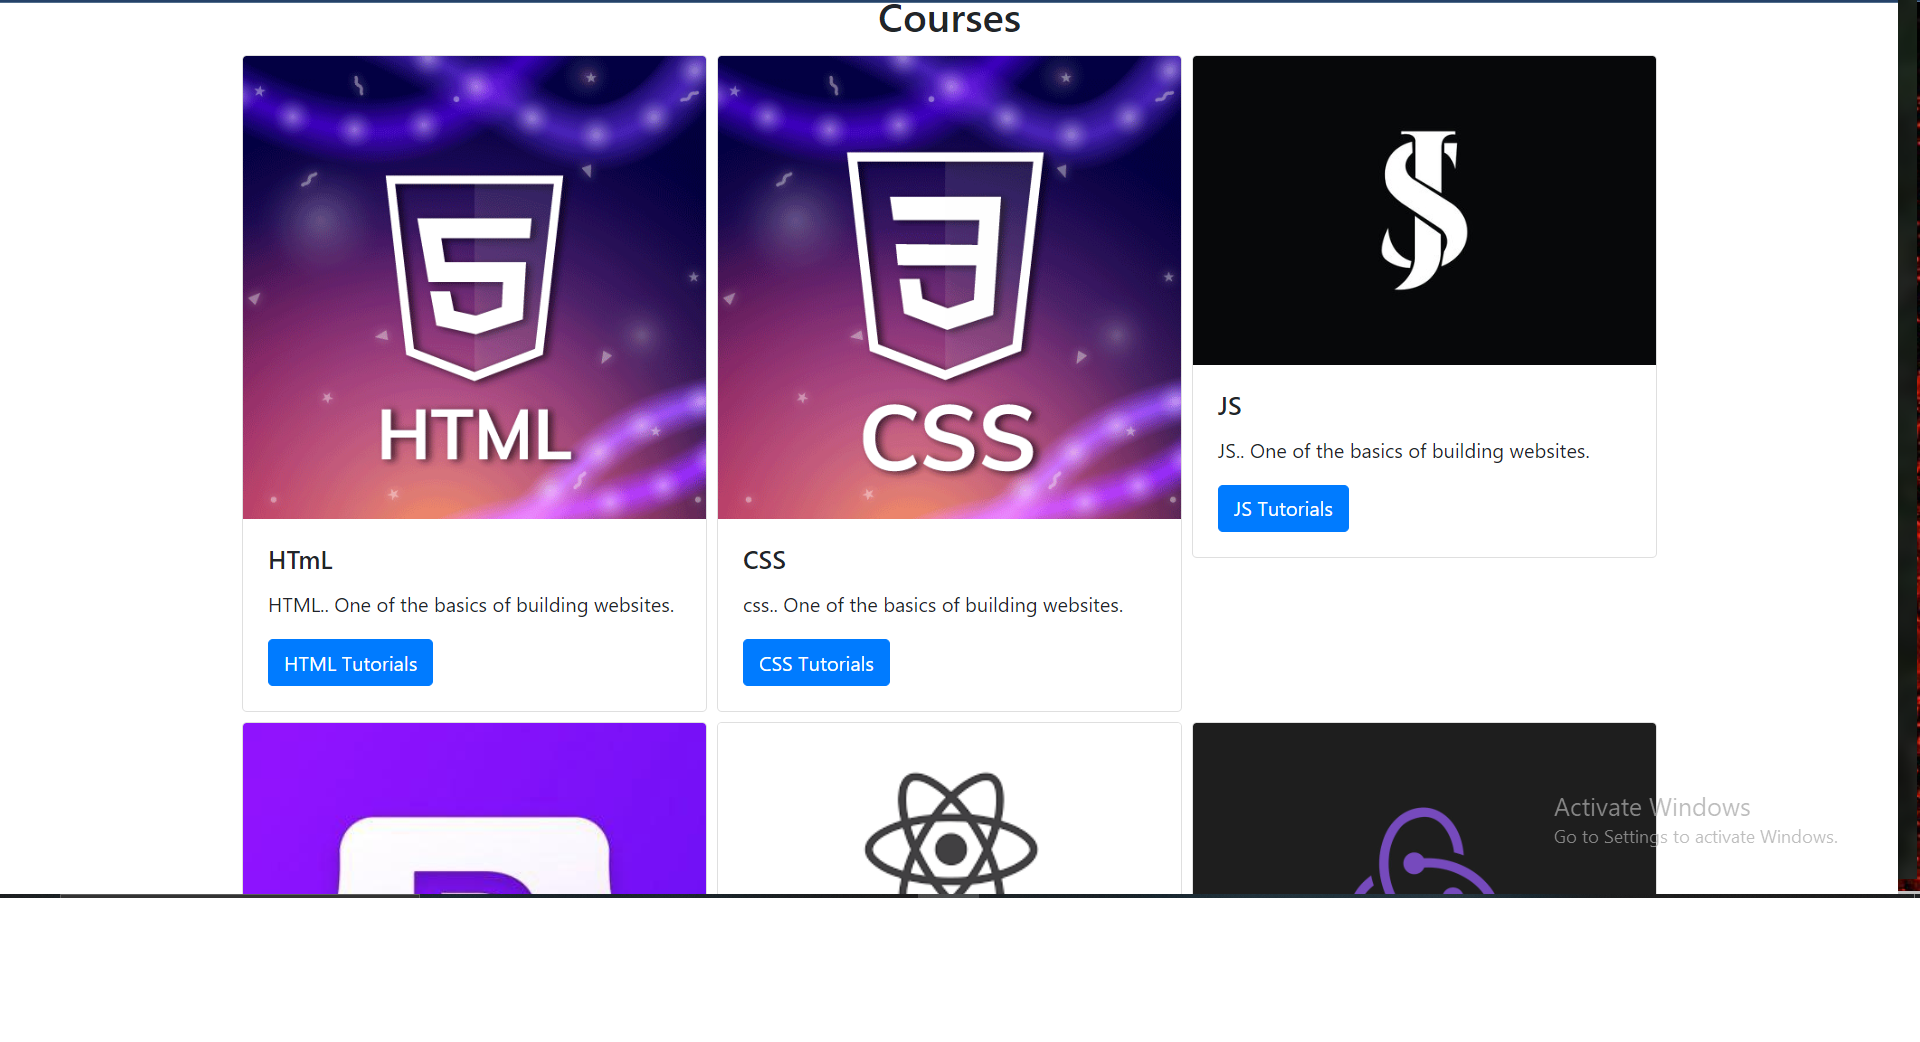 Courses
HTML
CSS
JS
HTmL
HTML.. One of the basics of building websites.
HTML Tutorials
CSS
css.. One of the basics of building websites.
CSS Tutorials
JS
JS.. One of the basics of building websites.
JS Tutorials
Activate Windows
Go to Settings to activate Windows.